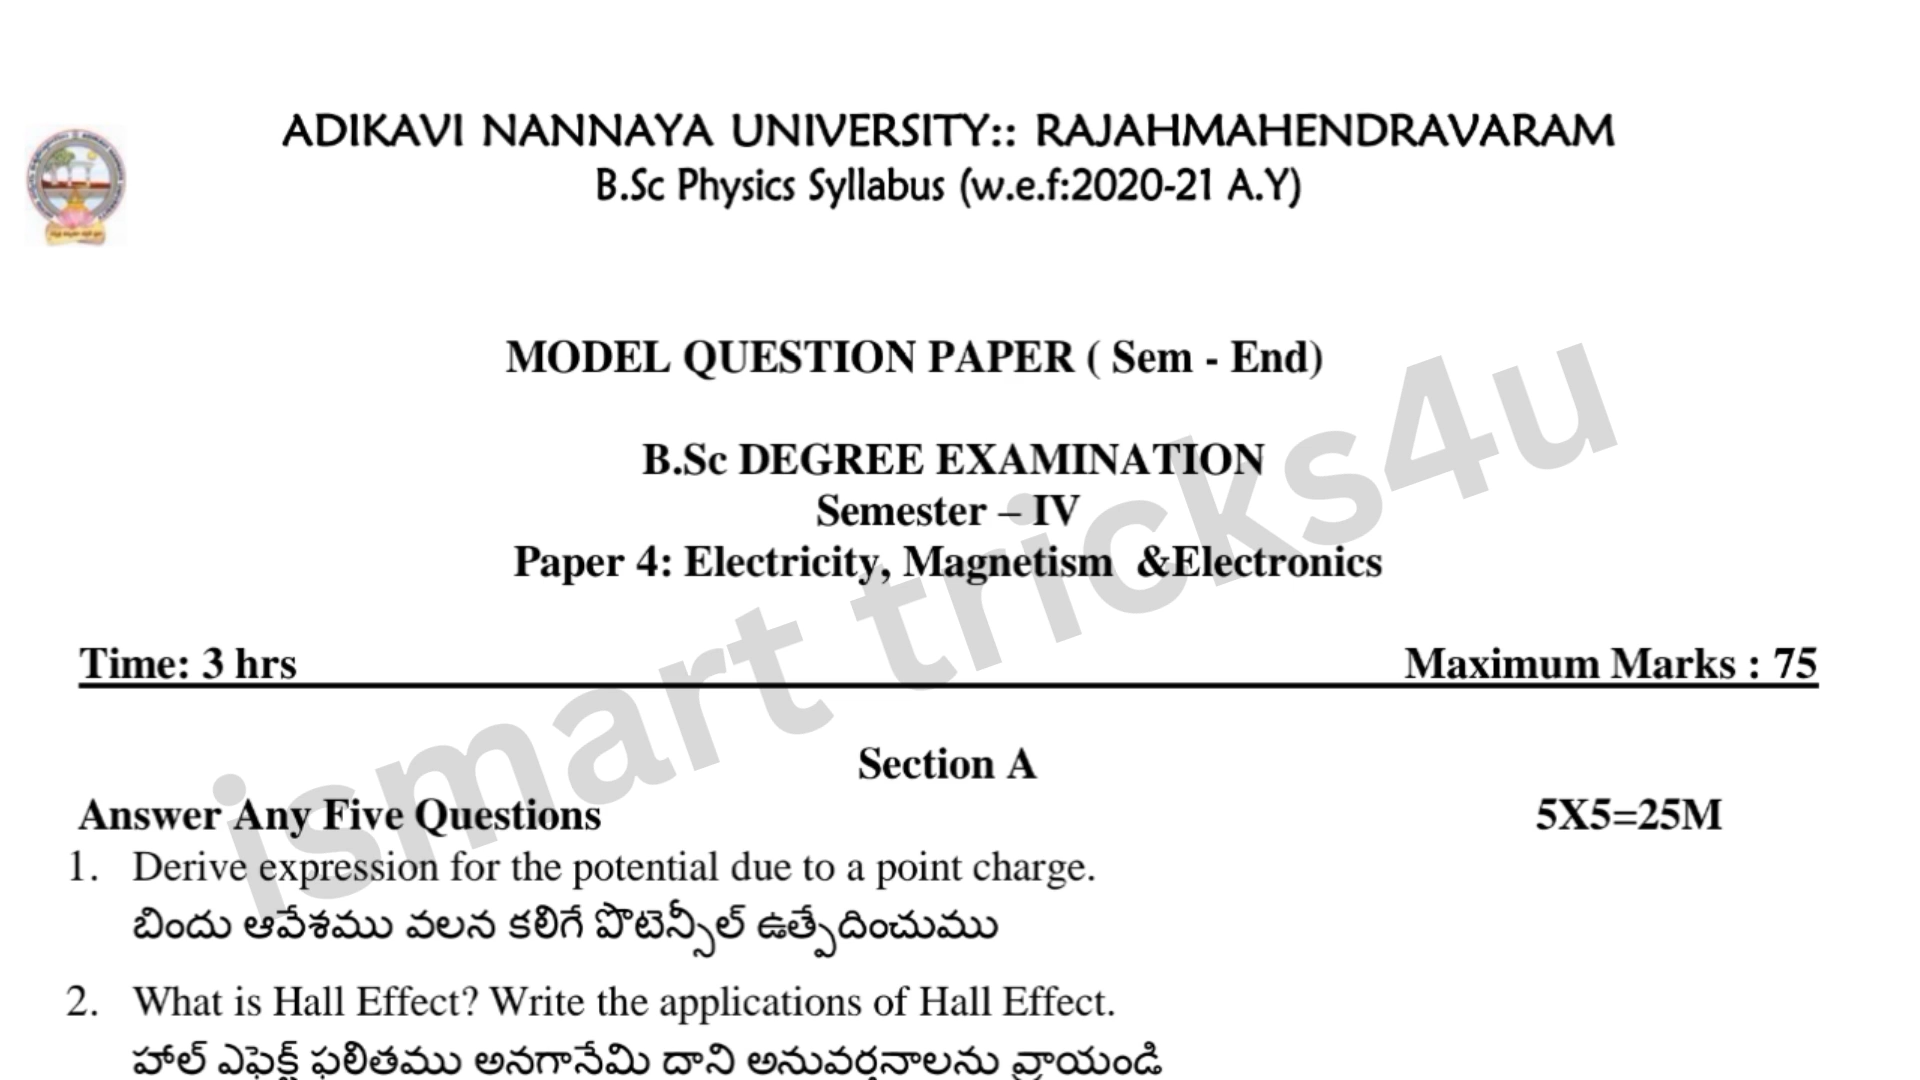 ADIKAVI NANNAYA UNIVERSITY:: RAJAHMAHENDRAVARAM
B.Sc Physics Syllabus (w.e.f:2020-21 A.Y)
MODEL QUESTION PAPER ( Sem - End)
B.Sc DEGREE EXAMINATION
Semester – IV
Paper 4: Electricity, Magnetism &Electronics
Time: 3 hrs Maximum Marks : 75
ismart tricks4u
Section A
Answer Any Five Questions 5X5=25M
1. Derive expression for the potential due to a point charge.
బిందు ఆవేశము వలన కలిగే పొటెన్సీల్ ఉత్పేదించుము
2. What is Hall Effect? Write the applications of Hall Effect.
హాల్ ఎఫెక్ట్ ఫలితము అనగానేమి దాని అనువర్తనాలను వ్రాయండి